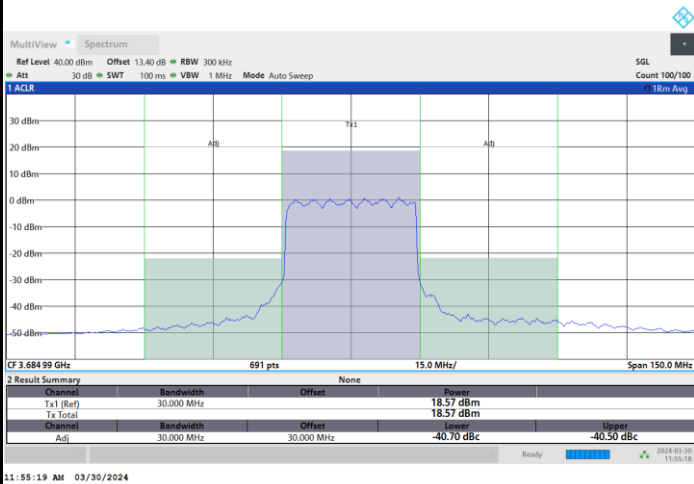 MultiView Spectrum
Ref Level 40.00 dBm Offset 13.40 dB RBW 300 kHz SGL
Att 30 dB SWT 100 ms VBW 1 MHz Mode Auto Sweep Count 100/100
1 ACLR 1Rm Avg
30 dBm
Tx1
20 dBm
Adj Adj
10 dBm
0 dBm
-10 dBm
-20 dBm
-30 dBm
-40 dBm
-50 dBm
CF 3.684 99 GHz 691 pts 15.0 MHz/ Span 150.0 MHz
2 Result Summary None
Channel Bandwidth Offset Power
Tx1 (Ref) 30.000 MHz 18.57 dBm
Tx Total 18.57 dBm
Channel Bandwidth Offset Lower Upper
Adj 30.000 MHz 30.000 MHz -40.70 dBc -40.50 dBc
Ready 2024-03-30
11:55:18
11:55:19 AM 03/30/2024